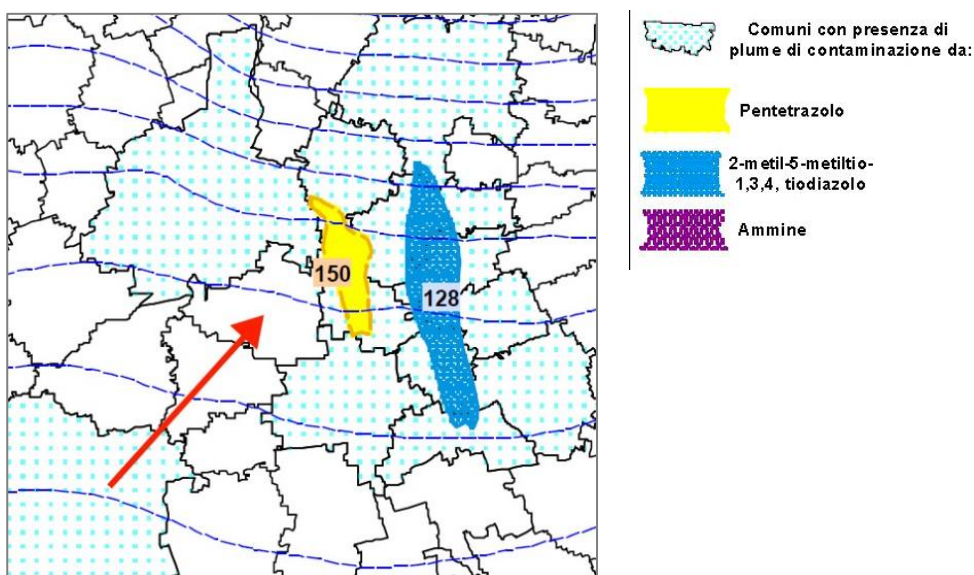 Comuni con presenza di
plume di contaminazione da:
Pentetrazolo
2-metil-5-metiltio-
1,3,4, tiodiazolo
Ammine
150
128